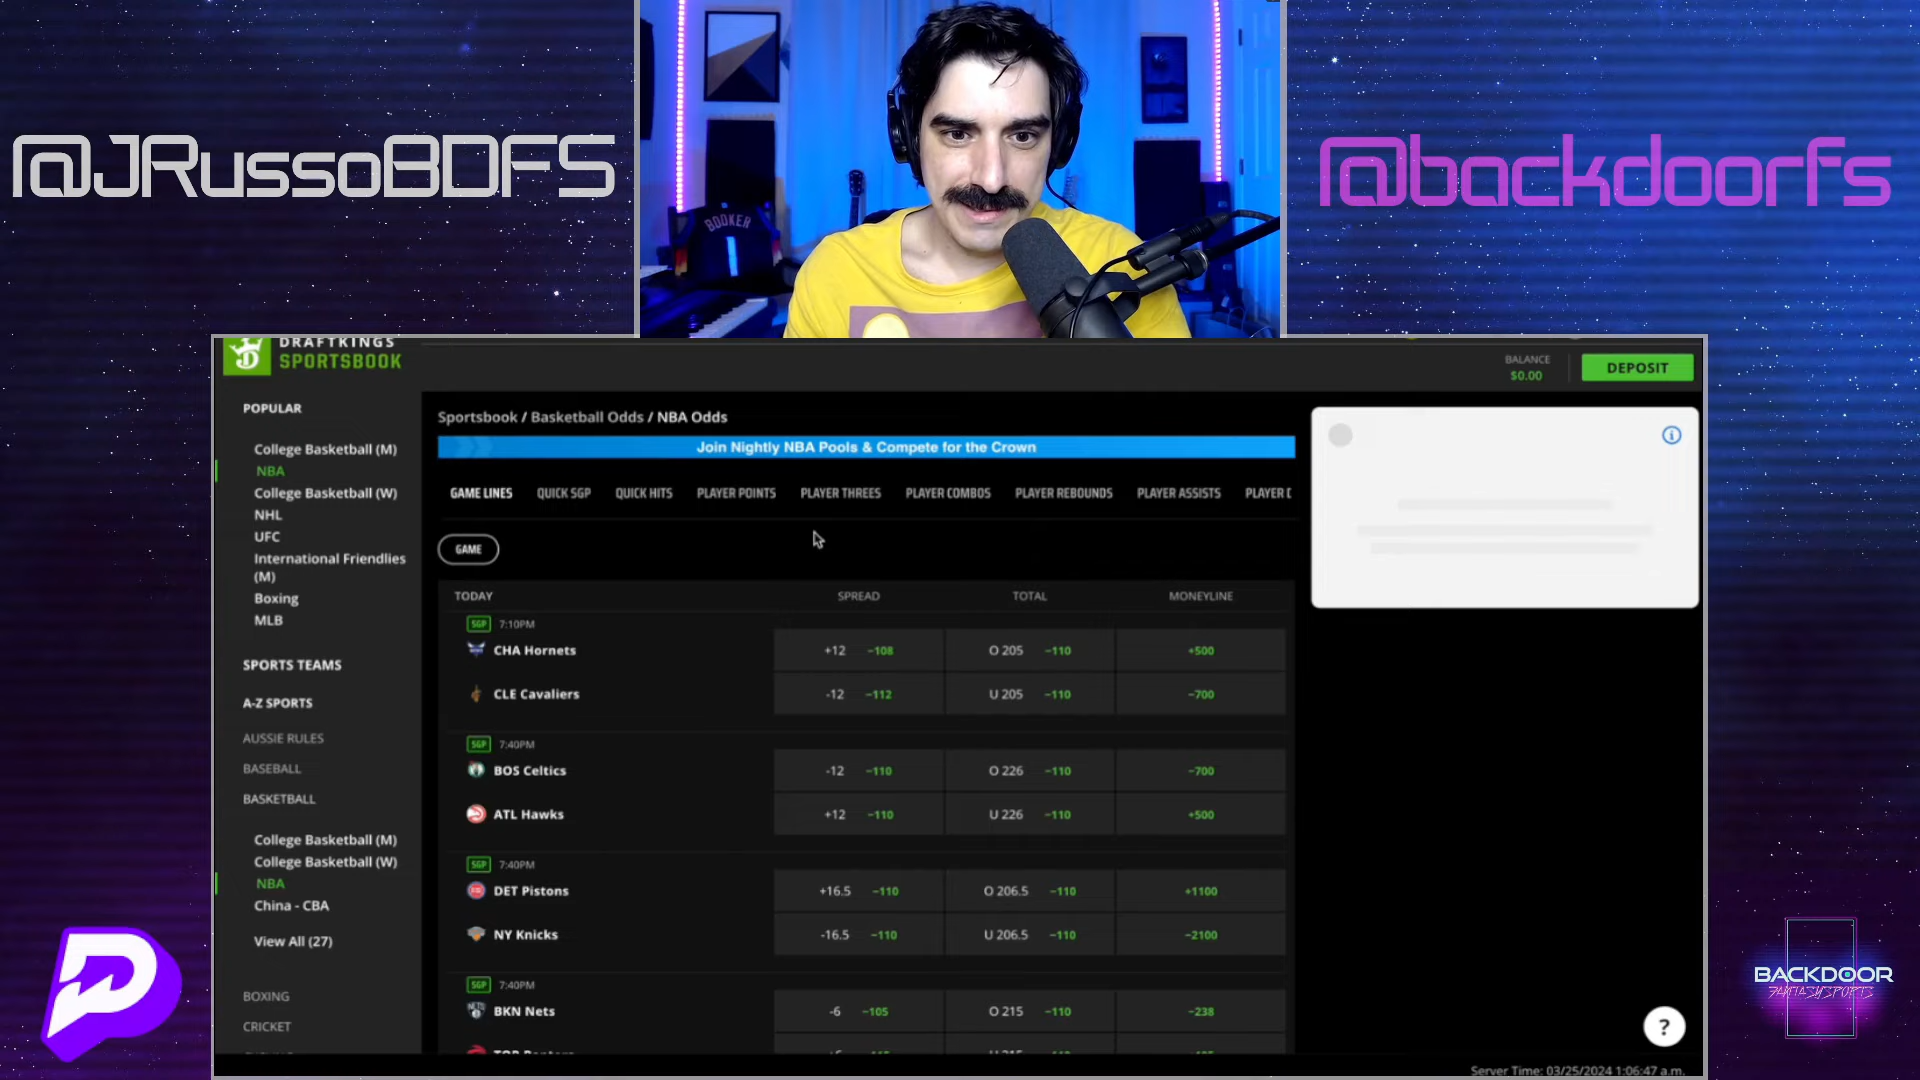 @JRussoBDFS
@backdoorfs
BOOKER
DRAFTKINGS
SPORTSBOOK
BALANCE
$0.00
DEPOSIT
POPULAR
College Basketball (M)
NBA
College Basketball (W)
NHL
UFC
International Friendlies
(M)
Boxing
MLB
SPORTS TEAMS
A-Z SPORTS
AUSSIE RULES
BASEBALL
BASKETBALL
College Basketball (M)
College Basketball (W)
NBA
China - CBA
View All (27)
BOXING
CRICKET
Sportsbook / Basketball Odds / NBA Odds
Join Nightly NBA Pools & Compete for the Crown
GAME LINES QUICK SGP QUICK HITS PLAYER POINTS PLAYER THREES PLAYER COMBOS PLAYER REBOUNDS PLAYER ASSISTS PLAYER D
GAME
TODAY SPREAD TOTAL MONEYLINE
SGP 7:10PM
CHA Hornets +12 −108 O 205 −110 +500
CLE Cavaliers -12 −112 U 205 −110 −700
SGP 7:40PM
BOS Celtics -12 −110 O 226 −110 −700
ATL Hawks +12 −110 U 226 −110 +500
SGP 7:40PM
DET Pistons +16.5 −110 O 206.5 −110 +1100
NY Knicks -16.5 −110 U 206.5 −110 −2100
SGP 7:40PM
BKN Nets -6 −105 O 215 −110 −238
?
BACKDOOR
FANTASY SPORTS
Server Time: 03/25/2024 1:06:47 a.m.